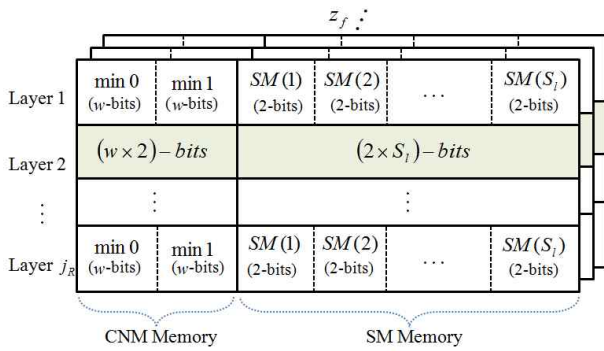 z_f ⋮
Layer 1
min 0 min 1 SM(1) SM(2) ... SM(S_l)
(w-bits) (w-bits) (2-bits) (2-bits) (2-bits)
Layer 2
(w × 2) − bits (2 × S_l) − bits
⋮ ⋮ ⋮
Layer j_R
min 0 min 1 SM(1) SM(2) ... SM(S_l)
(w-bits) (w-bits) (2-bits) (2-bits) (2-bits)
CNM Memory SM Memory